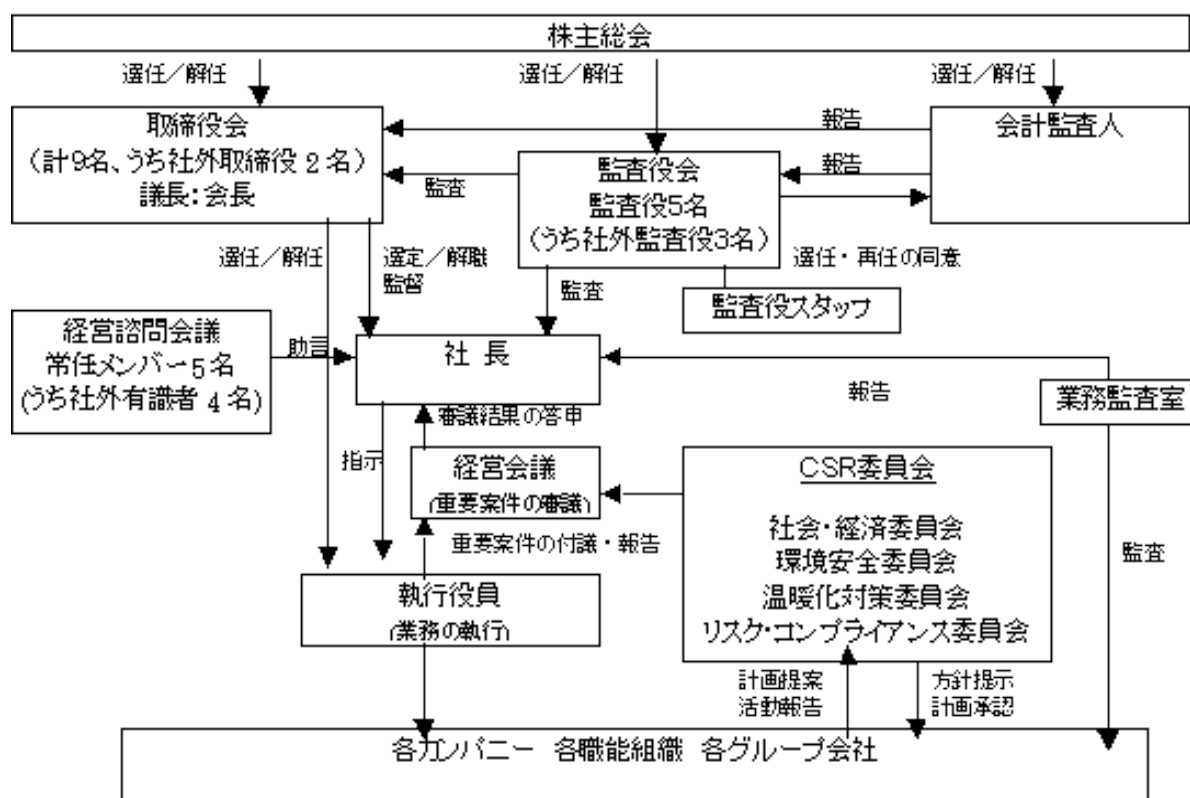 株主総会
選任／解任
選任／解任
選任／解任
取締役会
（計9名、うち社外取締役２名）
議長：会長
報告
会計監査人
監査役会
監査役5名
（うち社外監査役3名）
報告
監査
選任／解任
選定／解職
監督
監査
選任・再任の同意
監査役スタッフ
経営諮問会議
常任メンバー5名
(うち社外有識者４名)
助言
社 長
報告
業務監査室
審議結果の答申
指示
経営会議
（重要案件の審議）
CSR委員会
社会・経済委員会
環境安全委員会
温暖化対策委員会
リスク・コンプライアンス委員会
監査
重要案件の付議・報告
執行役員
（業務の執行）
計画提案
活動報告
方針提示
計画承認
各カンパニー 各職能組織 各グループ会社